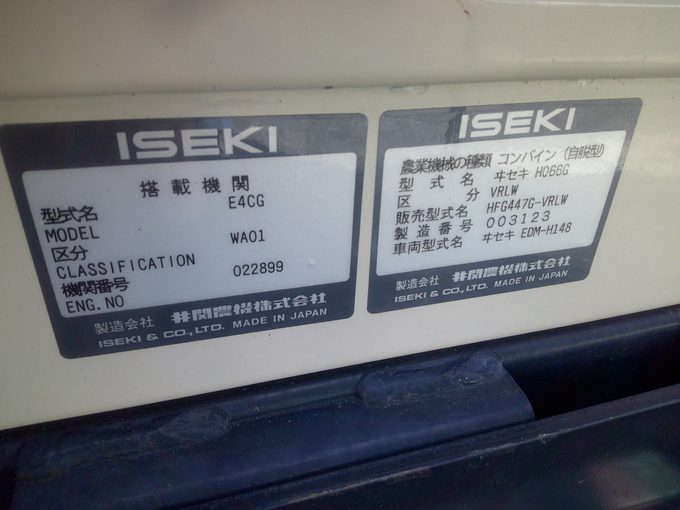 ISEKI
搭載機関
型式名 E4CG
MODEL
区分 WA01
CLASSIFICATION
機関番号 022899
ENG.NO
製造会社 井関農機株式会社
ISEKI & CO.,LTD. MADE IN JAPAN
ISEKI
農業機械の種類 コンバイン(自脱型)
型式名 ヰセキ HO66G
区分 VRLW
販売型式名 HFG447G-VRLW
製造番号 003123
車両型式名 ヰセキ EDM-H148
製造会社 井関農機株式会社
ISEKI & CO.,LTD. MADE IN JAPAN